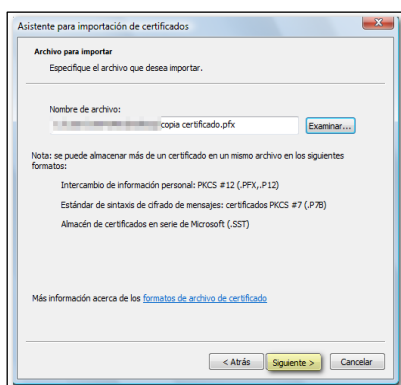 Asistente para importación de certificados
Archivo para importar
Especifique el archivo que desea importar.
Nombre de archivo:
copia certificado.pfx
Examinar...
Nota: se puede almacenar más de un certificado en un mismo archivo en los siguientes
formatos:
Intercambio de información personal: PKCS #12 (.PFX,.P12)
Estándar de sintaxis de cifrado de mensajes: certificados PKCS #7 (.P7B)
Almacén de certificados en serie de Microsoft (.SST)
Más información acerca de los formatos de archivo de certificado
< Atrás
Siguiente >
Cancelar